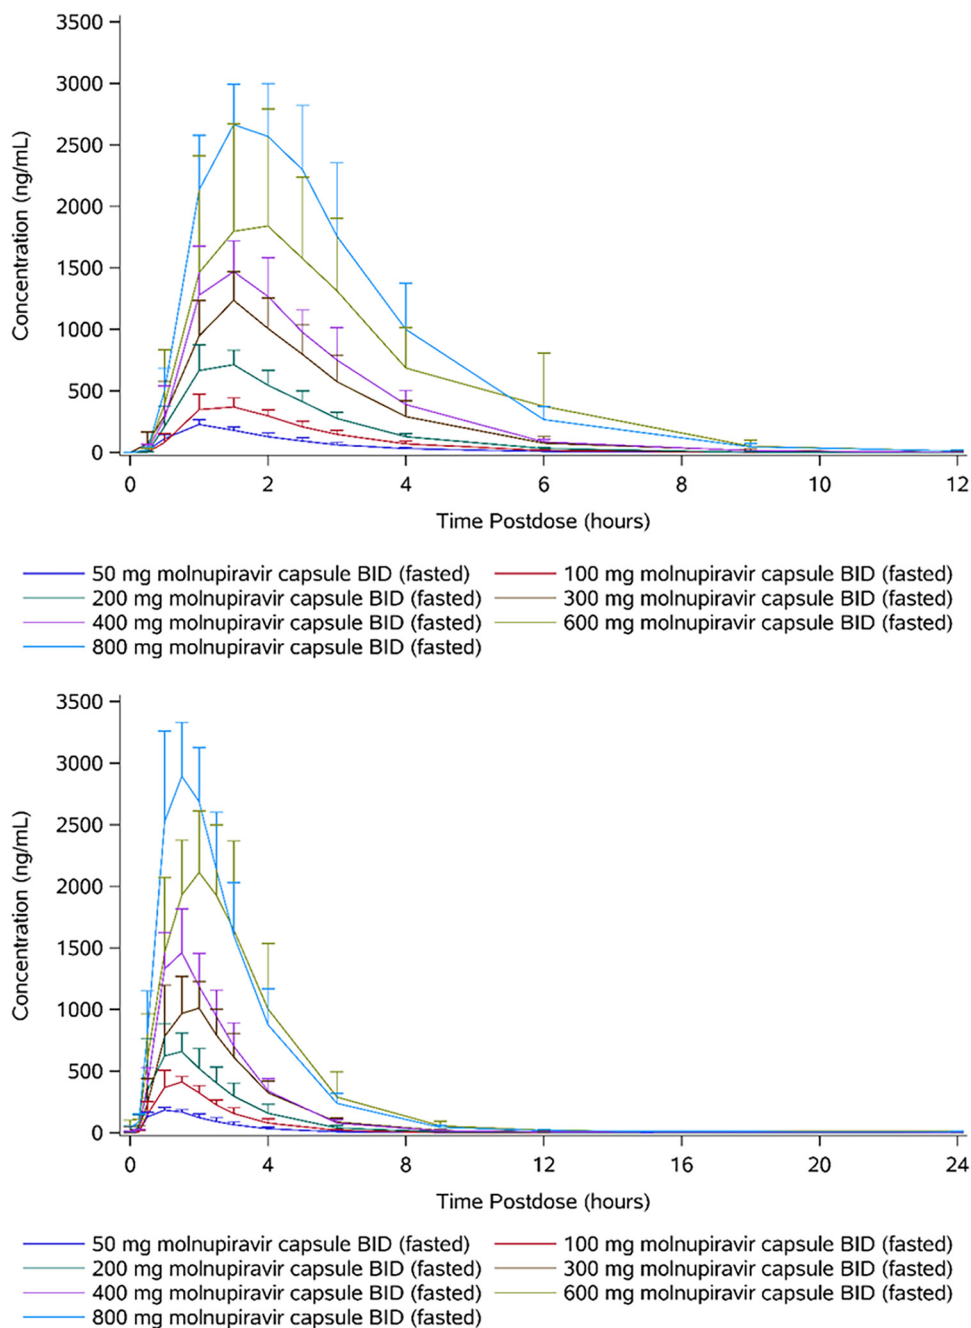 3500
3000
2500
2000
1500
1000
500
0
Concentration (ng/mL)
0 2 4 6 8 10 12
Time Postdose (hours)
50 mg molnupiravir capsule BID (fasted) 100 mg molnupiravir capsule BID (fasted)
200 mg molnupiravir capsule BID (fasted) 300 mg molnupiravir capsule BID (fasted)
400 mg molnupiravir capsule BID (fasted) 600 mg molnupiravir capsule BID (fasted)
800 mg molnupiravir capsule BID (fasted)
3500
3000
2500
2000
1500
1000
500
0
Concentration (ng/mL)
0 4 8 12 16 20 24
Time Postdose (hours)
50 mg molnupiravir capsule BID (fasted) 100 mg molnupiravir capsule BID (fasted)
200 mg molnupiravir capsule BID (fasted) 300 mg molnupiravir capsule BID (fasted)
400 mg molnupiravir capsule BID (fasted) 600 mg molnupiravir capsule BID (fasted)
800 mg molnupiravir capsule BID (fasted)